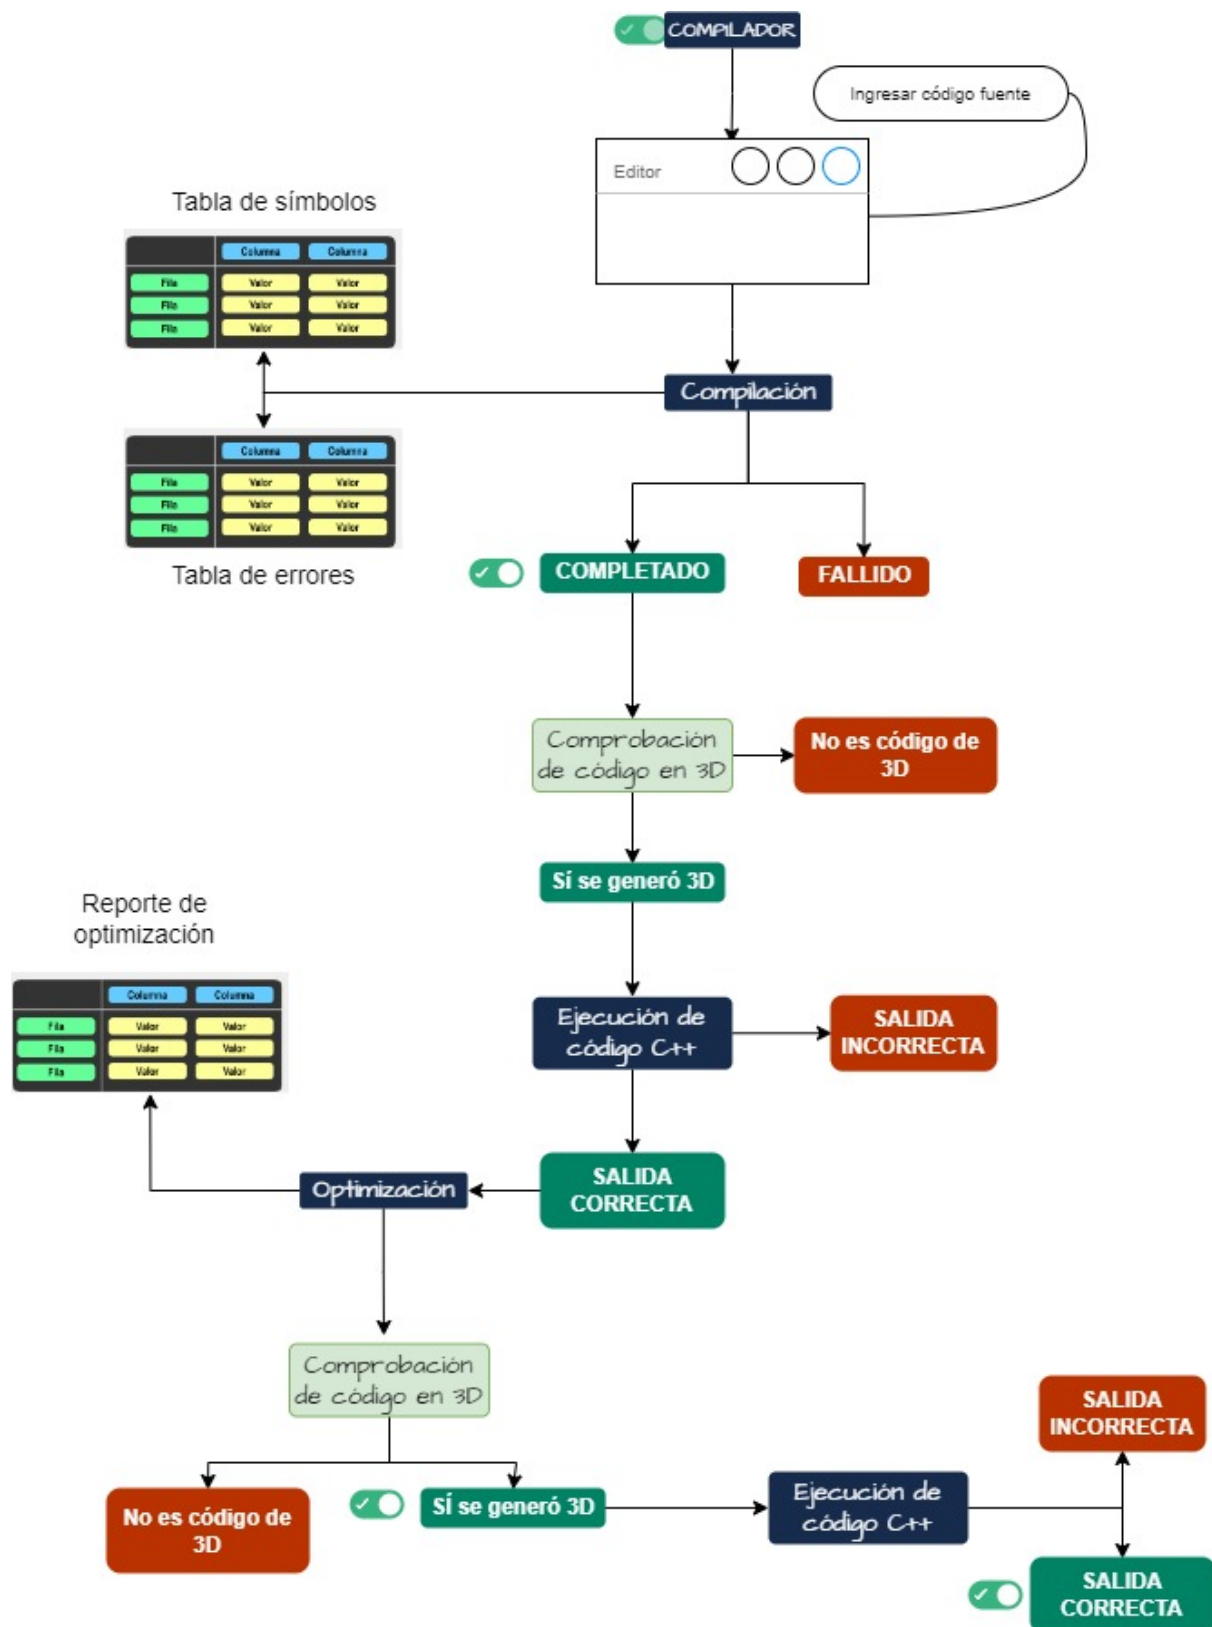 COMPILADOR
Ingresar código fuente
Editor
Tabla de símbolos
Columna Columna
Fila Valor Valor
Fila Valor Valor
Fila Valor Valor
Compilación
Columna Columna
Fila Valor Valor
Fila Valor Valor
Fila Valor Valor
Tabla de errores
COMPLETADO
FALLIDO
Comprobación
de código en 3D
No es código de
3D
Sí se generó 3D
Reporte de
optimización
Columna Columna
Fila Valor Valor
Fila Valor Valor
Fila Valor Valor
Ejecución de
código C++
SALIDA
INCORRECTA
Optimización
SALIDA
CORRECTA
Comprobación
de código en 3D
No es código de
3D
SÍ se generó 3D
Ejecución de
código C++
SALIDA
INCORRECTA
SALIDA
CORRECTA